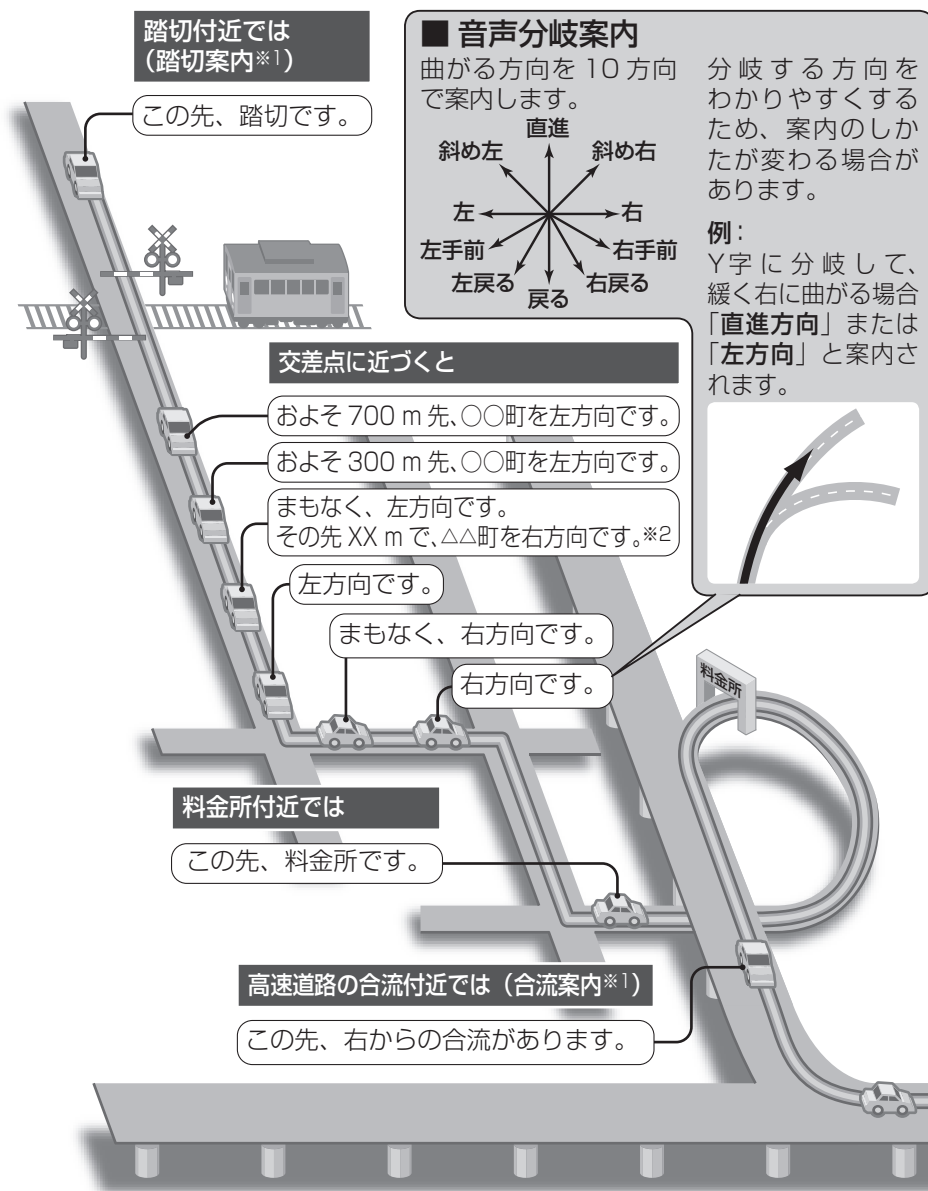 踏切付近では
(踏切案内※1)
この先、踏切です。
■ 音声分岐案内
曲がる方向を 10 方向
で案内します。
直進
斜め左
斜め右
左
右
左手前
右手前
左戻る
戻る
右戻る
分岐する方向を
わかりやすくする
ため、案内のしか
たが変わる場合が
あります。
例:
Y字に分岐して、
緩く右に曲がる場合
「直進方向」または
「左方向」と案内さ
れます。
交差点に近づくと
およそ 700 m 先、○○町を左方向です。
およそ 300 m 先、○○町を左方向です。
まもなく、左方向です。
その先 XX m で、△△町を右方向です。※2
左方向です。
まもなく、右方向です。
右方向です。
料金所
料金所付近では
この先、料金所です。
高速道路の合流付近では(合流案内※1)
この先、右からの合流があります。